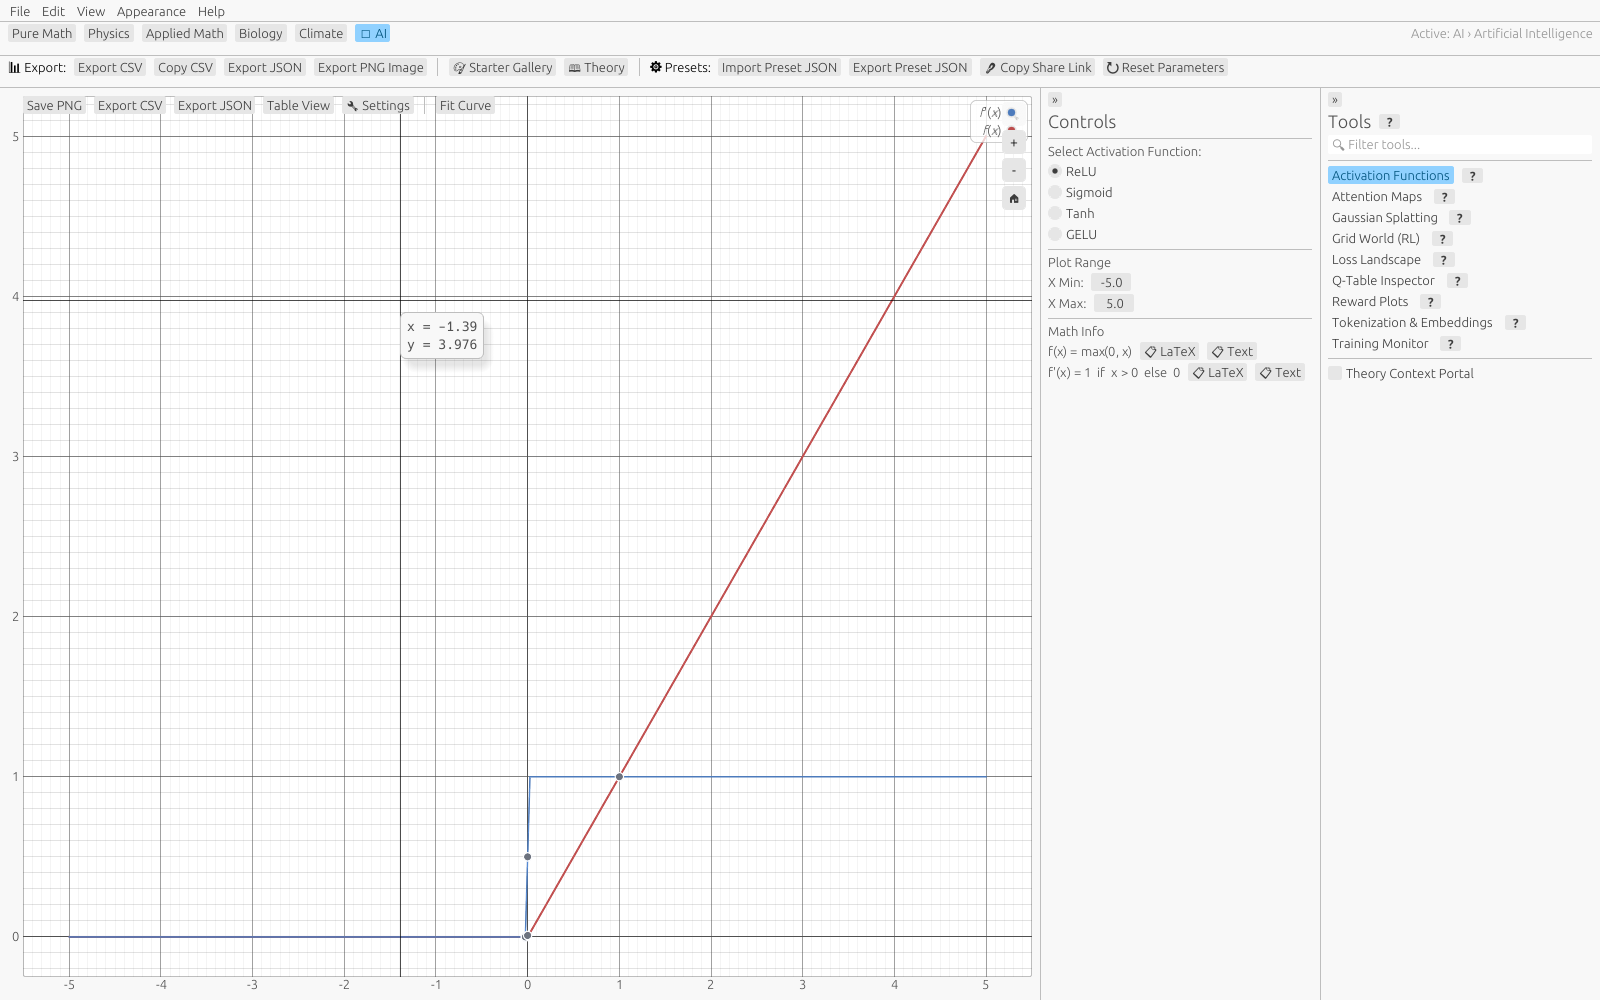 File Edit View Appearance Help
Pure Math Physics Applied Math Biology Climate AI Active: AI › Artificial Intelligence
Export: Export CSV Copy CSV Export JSON Export PNG Image Starter Gallery Theory Presets: Import Preset JSON Export Preset JSON Copy Share Link Reset Parameters
Save PNG Export CSV Export JSON Table View Settings Fit Curve
f'(x)
f(x)
+
-
5
4
3
2
1
0
x = -1.39
y = 3.976
-5 -4 -3 -2 -1 0 1 2 3 4 5
»
Controls
Select Activation Function:
ReLU
Sigmoid
Tanh
GELU
Plot Range
X Min: -5.0
X Max: 5.0
Math Info
f(x) = max(0, x) LaTeX Text
f'(x) = 1 if x > 0 else 0 LaTeX Text
»
Tools ?
Filter tools...
Activation Functions ?
Attention Maps ?
Gaussian Splatting ?
Grid World (RL) ?
Loss Landscape ?
Q-Table Inspector ?
Reward Plots ?
Tokenization & Embeddings ?
Training Monitor ?
Theory Context Portal